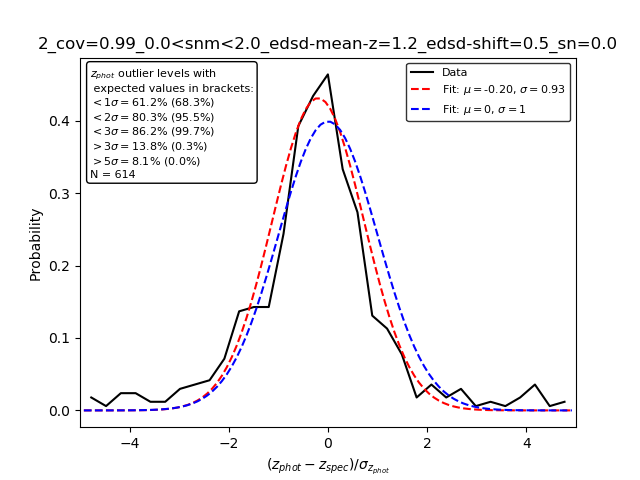 2_cov=0.99_0.0<snm<2.0_edsd-mean-z=1.2_edsd-shift=0.5_sn=0.0
z_phot outlier levels with
expected values in brackets:
<1σ=61.2% (68.3%)
<2σ=80.3% (95.5%)
<3σ=86.2% (99.7%)
>3σ=13.8% (0.3%)
>5σ=8.1% (0.0%)
N = 614
Data
Fit: μ=-0.20, σ=0.93
Fit: μ=0, σ=1
Probability
0.4
0.3
0.2
0.1
0.0
−4
−2
0
2
4
(z_phot − z_spec)/σ_z_phot